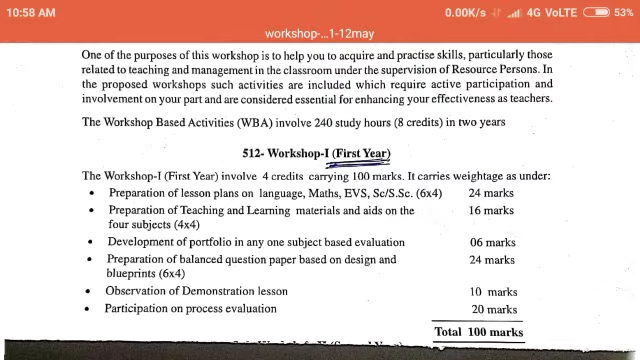 10:58 AM
0.00K/s 4G VoLTE 53%
workshop-...1-12may
One of the purposes of this workshop is to help you to acquire and practise skills, particularly those
related to teaching and management in the classroom under the supervision of Resource Persons. In
the proposed workshops such activities are included which require active participation and
involvement on your part and are considered essential for enhancing your effectiveness as teachers.
The Workshop Based Activities (WBA) involve 240 study hours (8 credits) in two years
512- Workshop-I (First Year)
The Workshop-I (First Year) involve 4 credits carrying 100 marks. It carries weightage as under:
• Preparation of lesson plans on language, Maths, EVS, Sc/S.Sc. (6x4) 24 marks
• Preparation of Teaching and Learning materials and aids on the 16 marks
four subjects (4x4)
• Development of portfolio in any one subject based evaluation 06 marks
• Preparation of balanced question paper based on design and 24 marks
blueprints (6x4)
• Observation of Demonstration lesson 10 marks
• Participation on process evaluation 20 marks
Total 100 marks